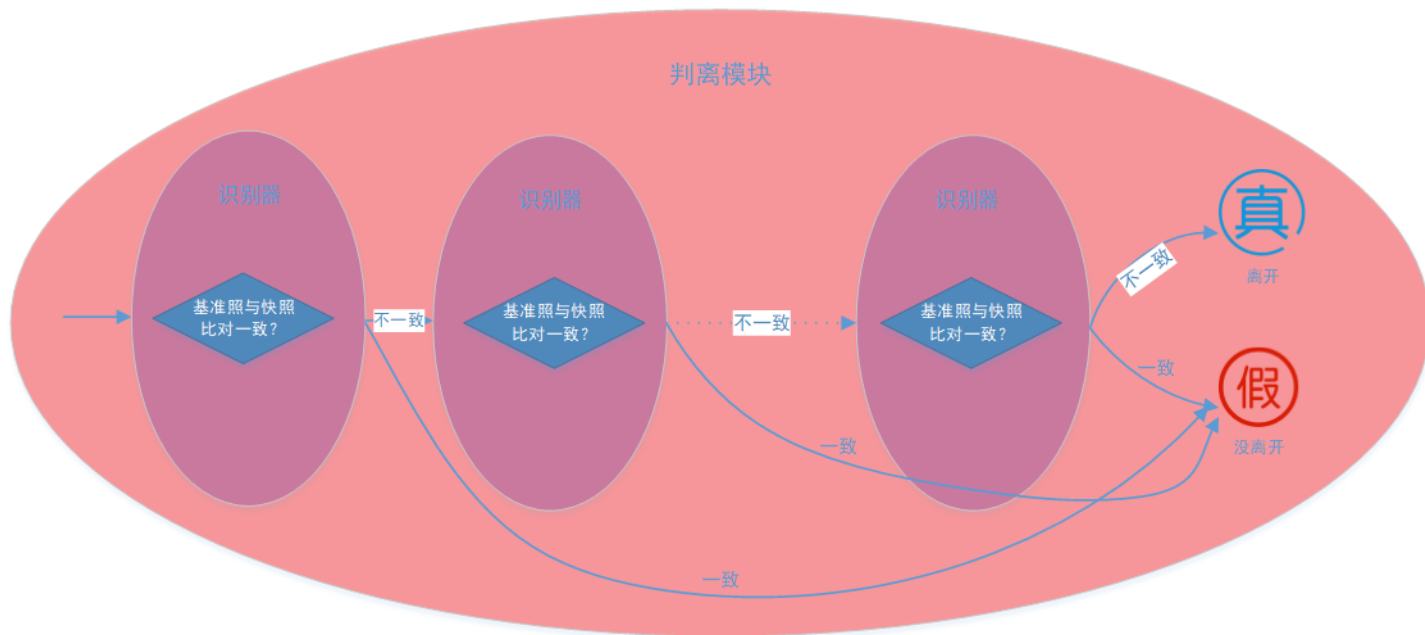 判离模块
识别器
基准照与快照
比对一致？
不一致
识别器
基准照与快照
比对一致？
不一致
识别器
基准照与快照
比对一致？
不一致
真
离开
一致
假
没离开
一致
一致